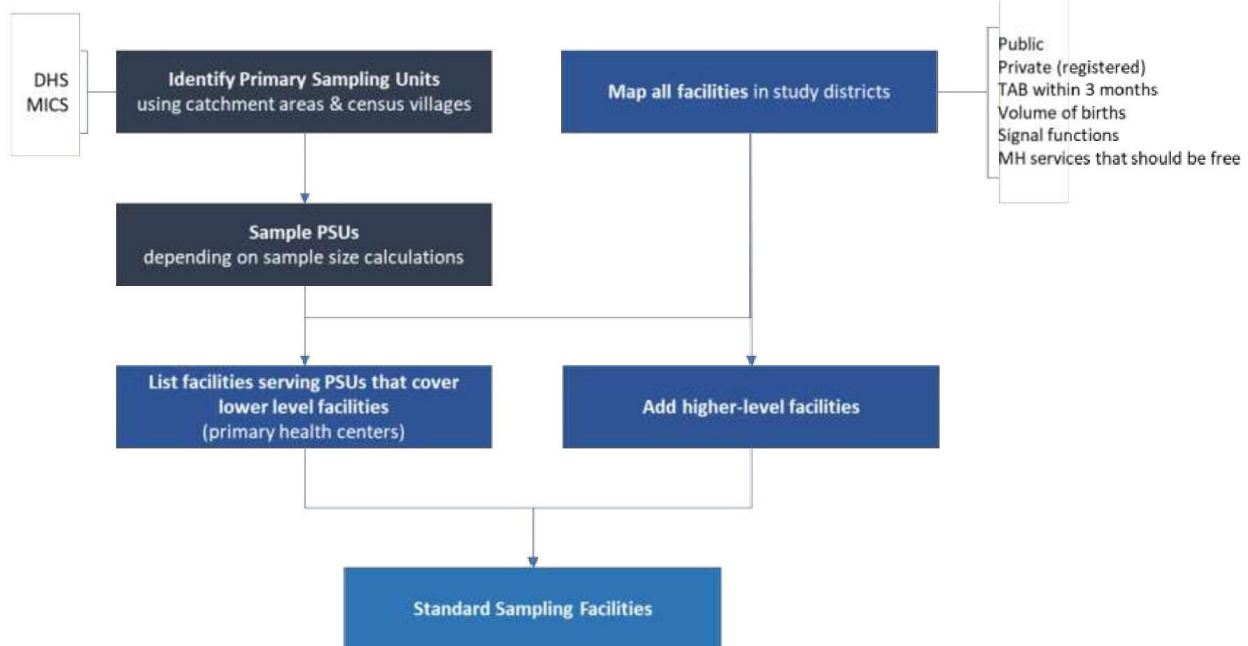 DHS
MICS
Identify Primary Sampling Units
using catchment areas & census villages
Map all facilities in study districts
Public
Private (registered)
TAB within 3 months
Volume of births
Signal functions
MH services that should be free
Sample PSUs
depending on sample size calculations
List facilities serving PSUs that cover
lower level facilities
(primary health centers)
Add higher-level facilities
Standard Sampling Facilities